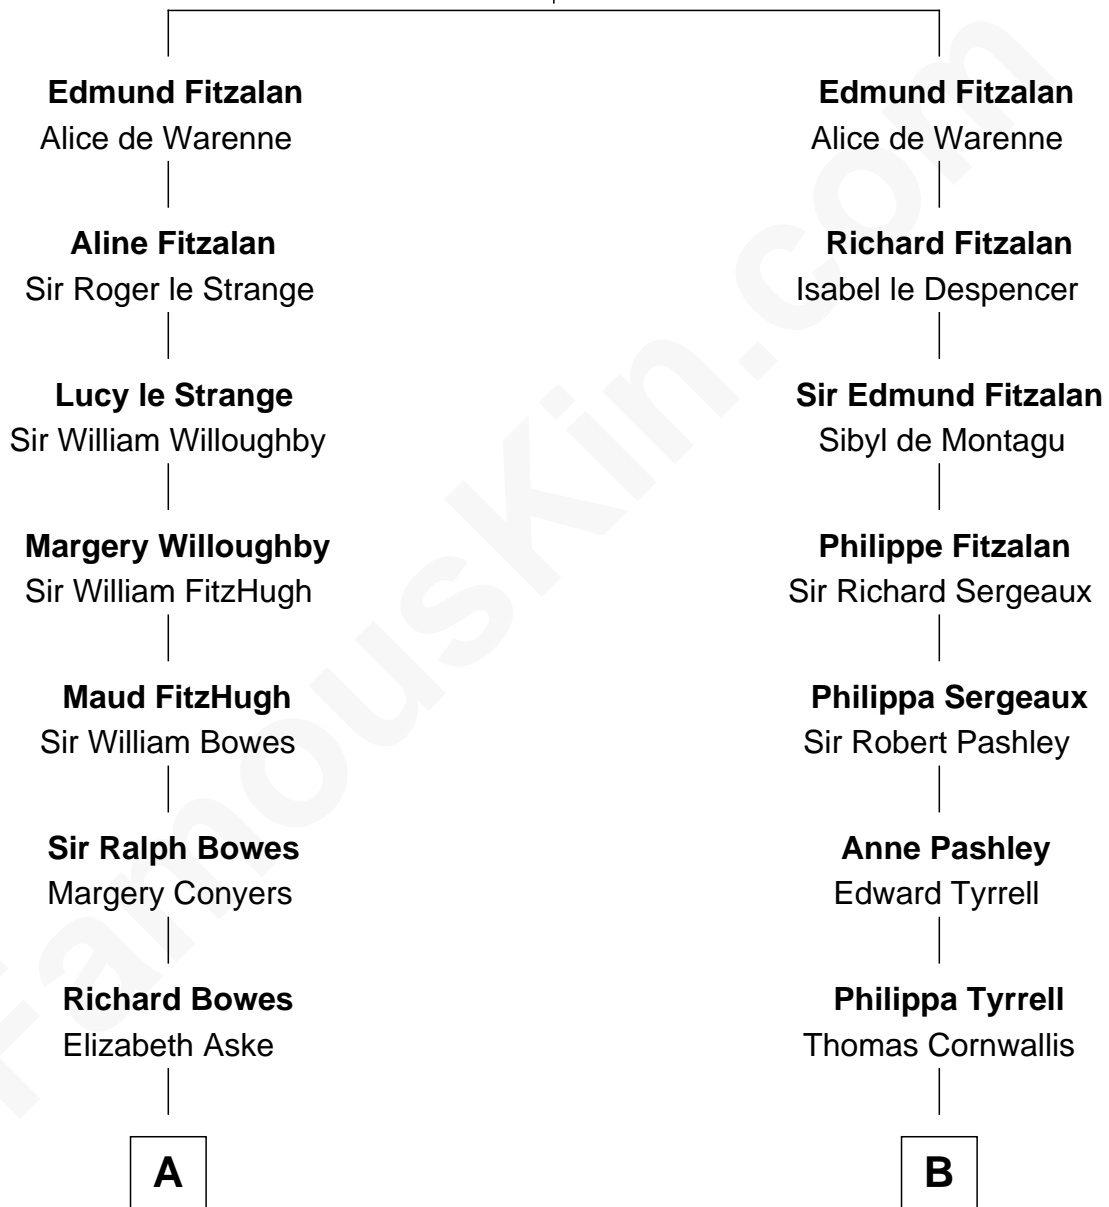 Edmund Fitzalan
Alice de Warenne
Aline Fitzalan
Sir Roger le Strange
Lucy le Strange
Sir William Willoughby
Margery Willoughby
Sir William FitzHugh
Maud FitzHugh
Sir William Bowes
Sir Ralph Bowes
Margery Conyers
Richard Bowes
Elizabeth Aske
A
Edmund Fitzalan
Alice de Warenne
Richard Fitzalan
Isabel le Despencer
Sir Edmund Fitzalan
Sibyl de Montagu
Philippe Fitzalan
Sir Richard Sergeaux
Philippa Sergeaux
Sir Robert Pashley
Anne Pashley
Edward Tyrrell
Philippa Tyrrell
Thomas Cornwallis
B
FamousKin.com